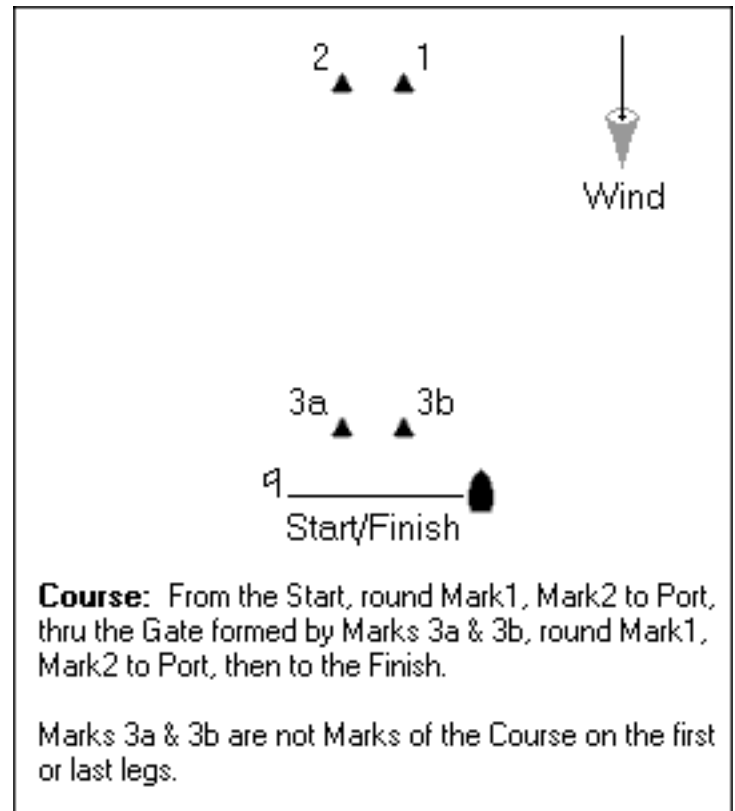 2 1
Wind
3a 3b
Start/Finish
Course: From the Start, round Mark1, Mark2 to Port,
thru the Gate formed by Marks 3a & 3b, round Mark1,
Mark2 to Port, then to the Finish.
Marks 3a & 3b are not Marks of the Course on the first
or last legs.